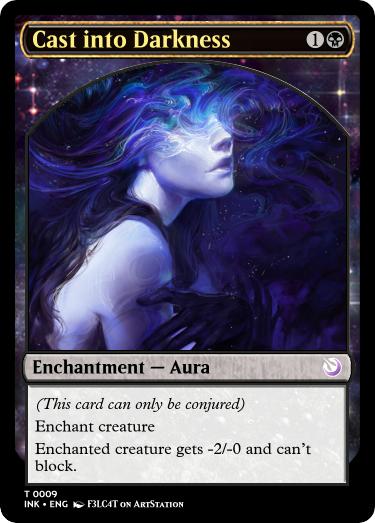 Cast into Darkness 1
Enchantment — Aura
(This card can only be conjured)
Enchant creature
Enchanted creature gets -2/-0 and can't
block.
T 0009
INK • ENG F3LC4T ON ARTSTATION